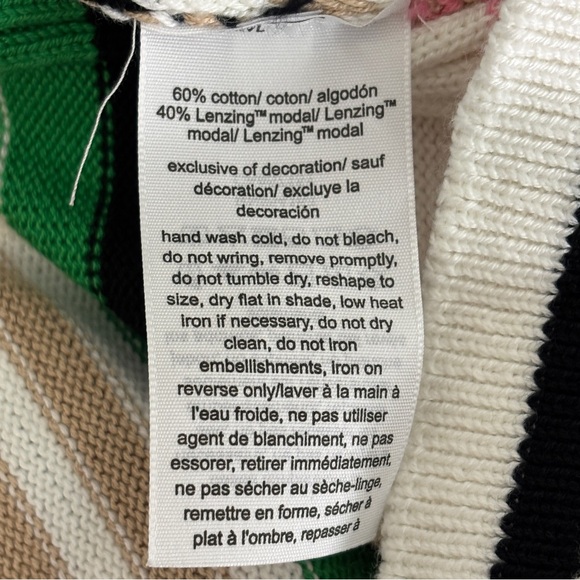 60% cotton/ coton/ algodón
40% Lenzing™ modal/ Lenzing™
modal/ Lenzing™ modal
exclusive of decoration/ sauf
décoration/ excluye la
decoración
hand wash cold, do not bleach,
do not wring, remove promptly,
do not tumble dry, reshape to
size, dry flat in shade, low heat
iron if necessary, do not dry
clean, do not iron
embellishments, iron on
reverse only/laver à la main à
l'eau froide, ne pas utiliser
agent de blanchiment, ne pas
essorer, retirer immédiatement,
ne pas sécher au sèche-linge,
remettre en forme, sécher à
plat à l'ombre, repasser à